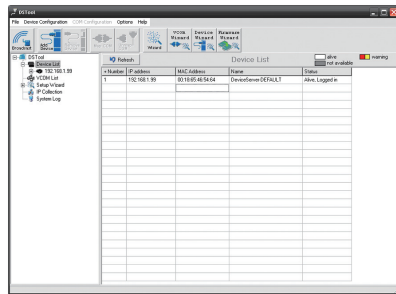 DSTool
File Device Configuration COM Configuration Options Help
VCOM Wizard Device Wizard Firmware Wizard
Broadcast Wizard
DSTool
Device List
192.168.1.99
VCOM List
Setup Wizard
IP Collection
System Log
Refresh Device List alive warning
not available
Number IP address MAC Address Name Status
1 192.168.1.99 00:18:65:46:54:64 DeviceServer-DEFAULT Alive, Logged in